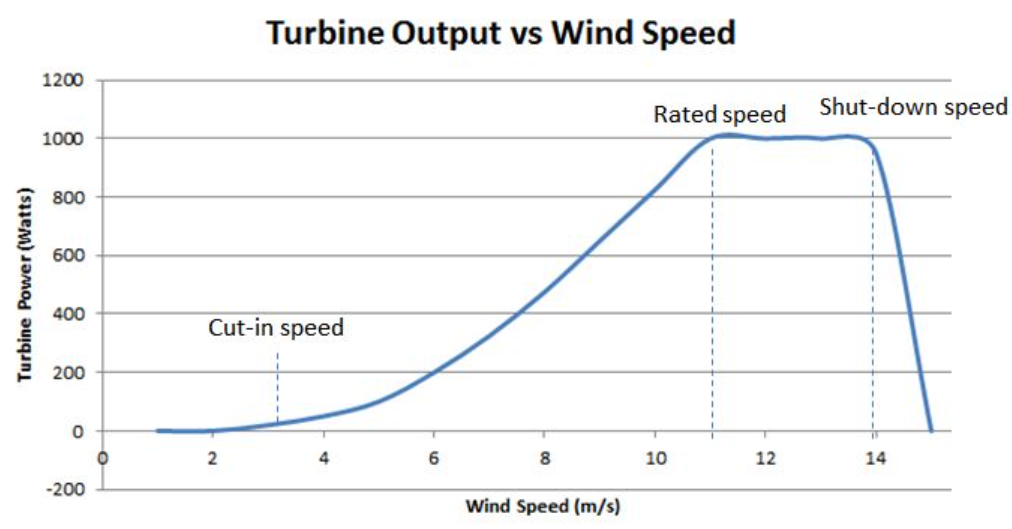 Turbine Output vs Wind Speed
1200
Rated speed
Shut-down speed
1000
800
600
400
Cut-in speed
200
0
-200
0 2 4 6 8 10 12 14
Turbine Power (Watts)
Wind Speed (m/s)